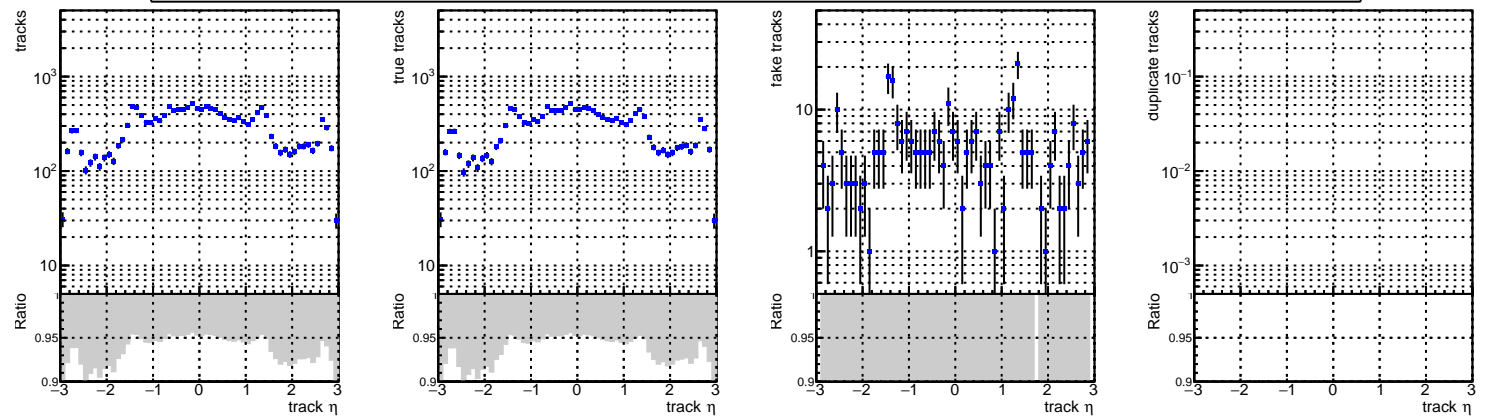 tracks
10³
10²
10
Ratio
1
0.95
0.9
−3 −2 −1 0 1 2 3
track η
true tracks
10³
10²
10
Ratio
1
0.95
0.9
−3 −2 −1 0 1 2 3
track η
fake tracks
10
1
Ratio
1
0.95
0.9
−3 −2 −1 0 1 2 3
track η
duplicate tracks
10⁻¹
10⁻²
10⁻³
Ratio
1
0.95
0.9
−3 −2 −1 0 1 2 3
track η